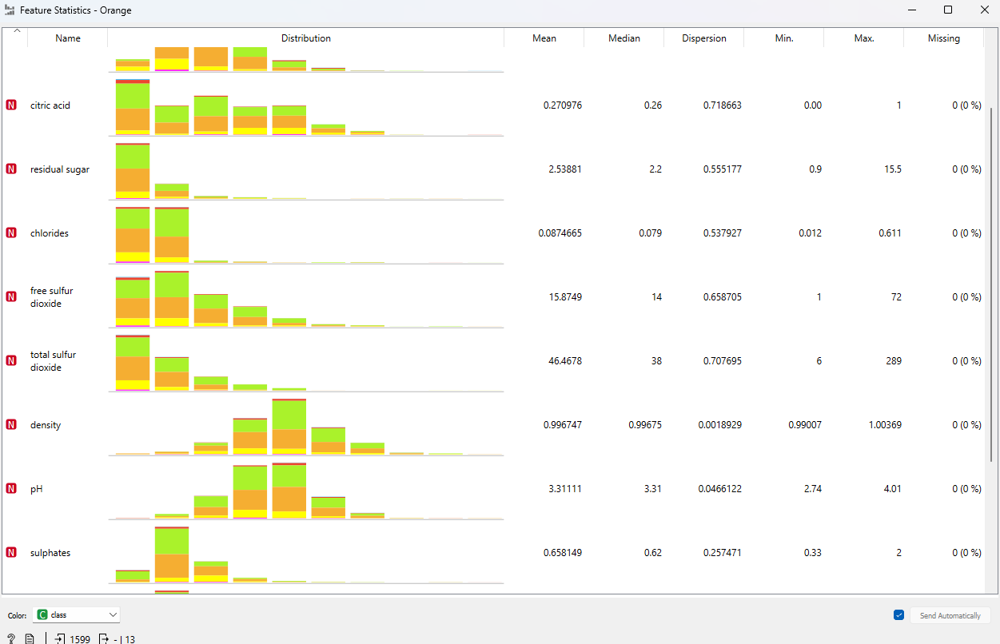 Feature Statistics - Orange
Name Distribution Mean Median Dispersion Min. Max. Missing
N citric acid 0.270976 0.26 0.718663 0.00 1 0 (0 %)
N residual sugar 2.53881 2.2 0.555177 0.9 15.5 0 (0 %)
N chlorides 0.0874665 0.079 0.537927 0.012 0.611 0 (0 %)
free sulfur
N dioxide 15.8749 14 0.658705 1 72 0 (0 %)
total sulfur
N dioxide 46.4678 38 0.707695 6 289 0 (0 %)
N density 0.996747 0.99675 0.0018929 0.99007 1.00369 0 (0 %)
N pH 3.31111 3.31 0.0466122 2.74 4.01 0 (0 %)
N sulphates 0.658149 0.62 0.257471 0.33 2 0 (0 %)
Color: C class Send Automatically
? 1599 - | 13